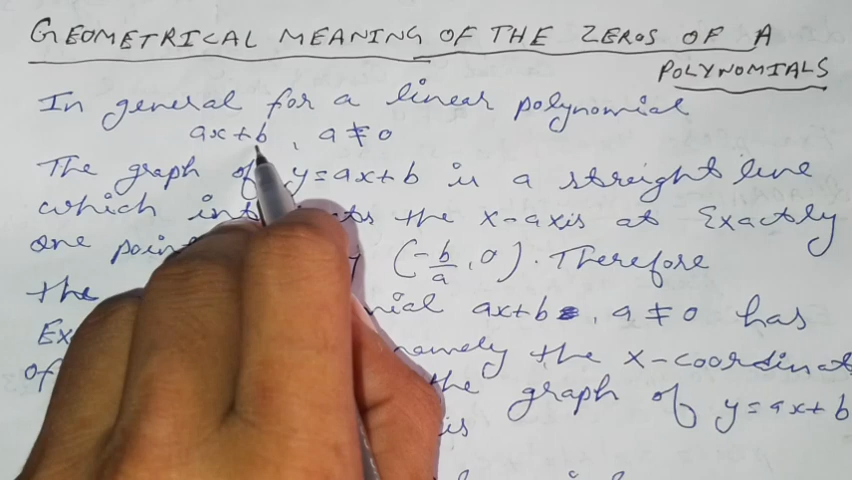 GEOMETRICAL MEANING OF THE ZEROS OF A
POLYNOMIALS
In general for a linear polynomial
ax+b, a≠0
The graph of y=ax+b is a straight line
which the x-axis at Exactly
one (-b/a, 0). Therefore
the ax+b, a≠0 has
namely the x-coordinat
of the graph of y=ax+b
is